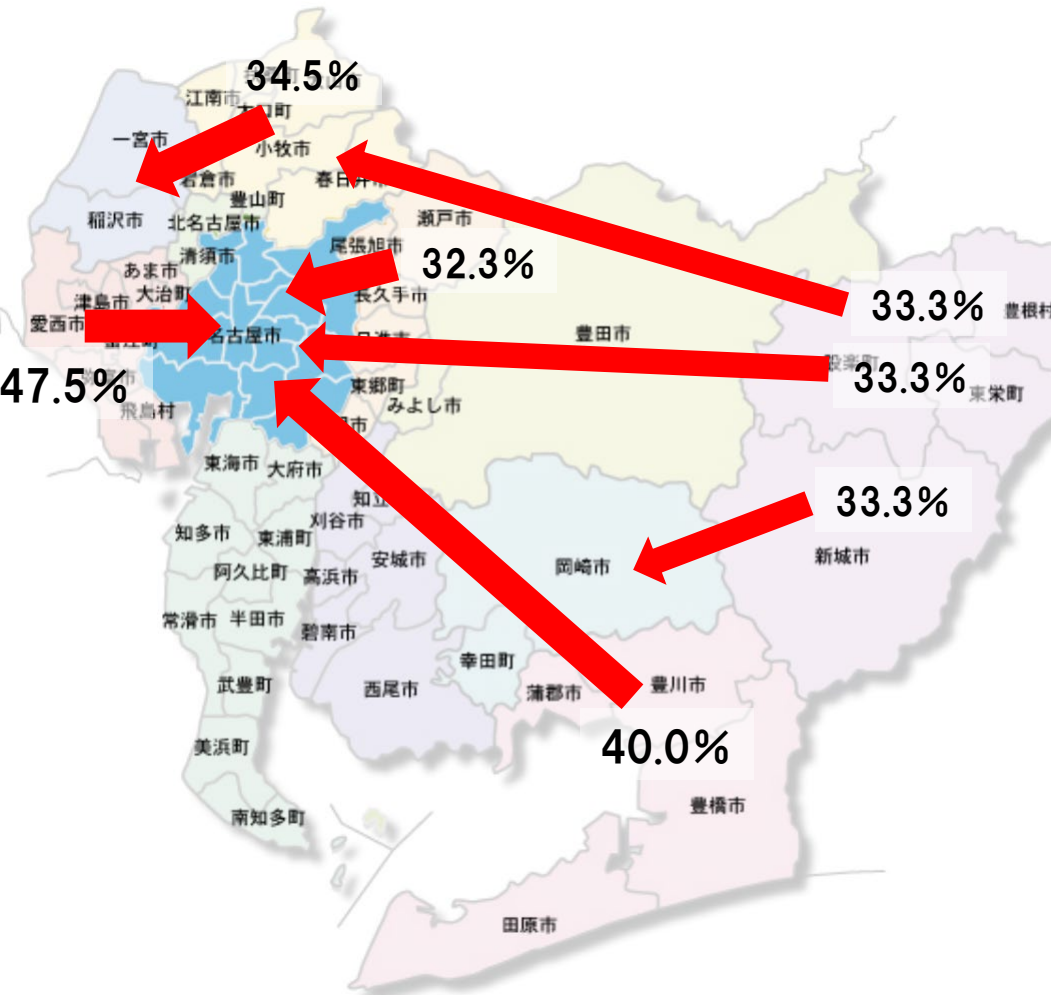 34.5%
江南市
一宮市
小牧市
岩倉市
豊山町
稲沢市
北名古屋市
瀬戸市
尾張旭市
清須市
32.3%
あま市
大治町
長久手市
津島市
33.3%
豊根村
愛西市
名古屋市
豊田市
33.3%
47.5%
東郷町
東栄町
みよし市
飛島村
東海市
大府市
33.3%
刈谷市
知多市
東浦町
安城市
新城市
岡崎市
阿久比町
高浜市
常滑市
半田市
碧南市
幸田町
武豊町
西尾市
蒲郡市
豊川市
美浜町
40.0%
豊橋市
南知多町
田原市